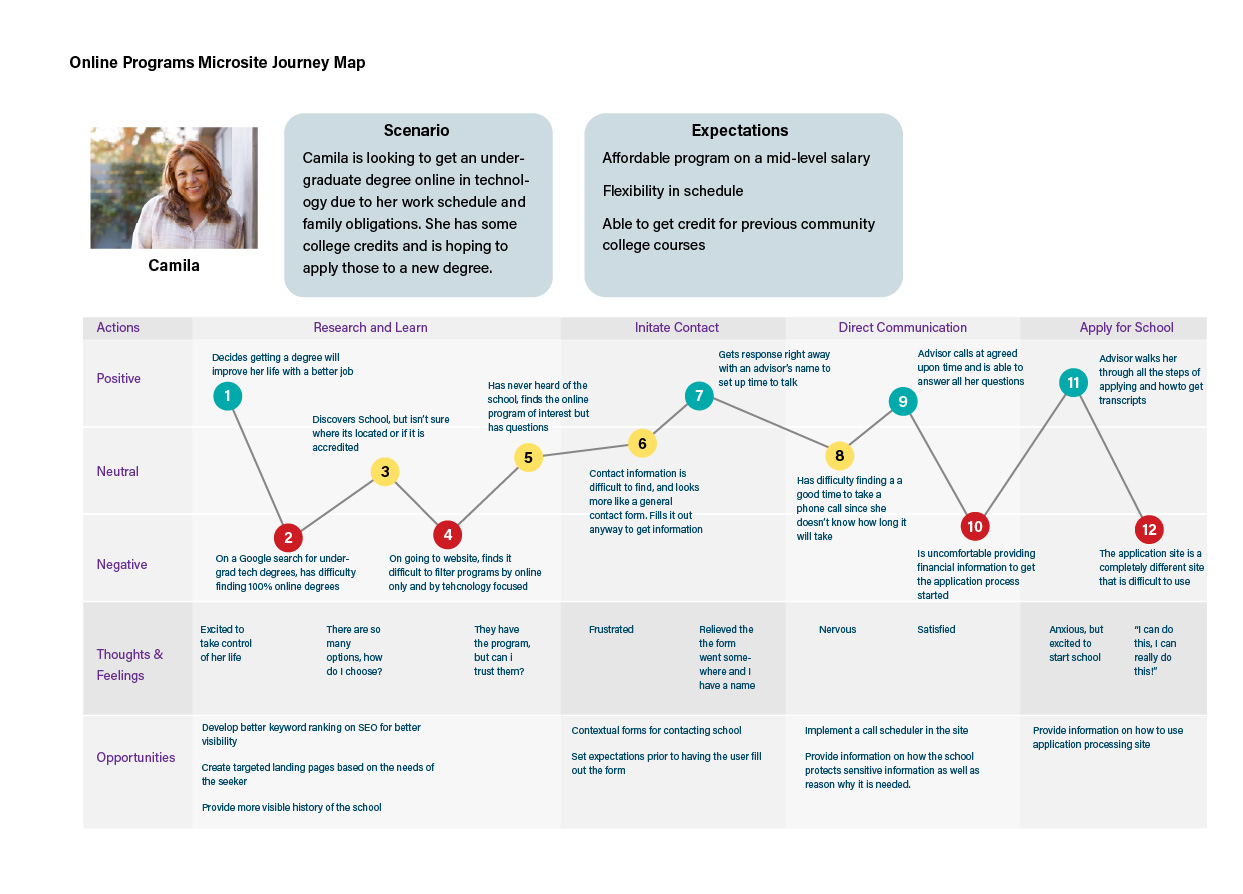 Online Programs Microsite Journey Map
Camila
Scenario
Camila is looking to get an under-
graduate degree online in technol-
ogy due to her work schedule and
family obligations. She has some
college credits and is hoping to
apply those to a new degree.
Expectations
Affordable program on a mid-level salary
Flexibility in schedule
Able to get credit for previous community
college courses
Actions
Research and Learn
Initate Contact
Direct Communication
Apply for School
Positive
Neutral
Negative
Decides getting a degree will
improve her life with a better job
1
On a Google search for under-
grad tech degrees, has difficulty
finding 100% online degrees
2
Discovers School, but isn't sure
where its located or if it is
accredited
3
On going to website, finds it
difficult to filter programs by online
only and by tehcnology focused
4
Has never heard of the
school, finds the online
program of interest but
has questions
5
6
Contact information is
difficult to find, and looks
more like a general
contact form. Fills it out
anyway to get information
Gets response right away
with an advisor's name to
set up time to talk
7
8
Has difficulty finding a a
good time to take a
phone call since she
doesn't know how long it
will take
Advisor calls at agreed
upon time and is able to
answer all her questions
9
10
Is uncomfortable providing
financial information to get
the application process
started
11
Advisor walks her
through all the steps of
applying and howto get
transcripts
12
The application site is a
completely different site
that is difficult to use
Thoughts &
Feelings
Excited to
take control
of her life
There are so
many
options, how
do I choose?
They have
the program,
but can i
trust them?
Frustrated
Relieved the
the form
went some-
where and I
have a name
Nervous
Satisfied
Anxious, but
excited to
start school
"I can do
this, I can
really do
this!"
Opportunities
Develop better keyword ranking on SEO for better
visibility
Create targeted landing pages based on the needs of
the seeker
Provide more visible history of the school
Contextual forms for contacting school
Set expectations prior to having the user fill
out the form
Implement a call scheduler in the site
Provide information on how the school
protects sensitive information as well as
reason why it is needed.
Provide information on how to use
application processing site